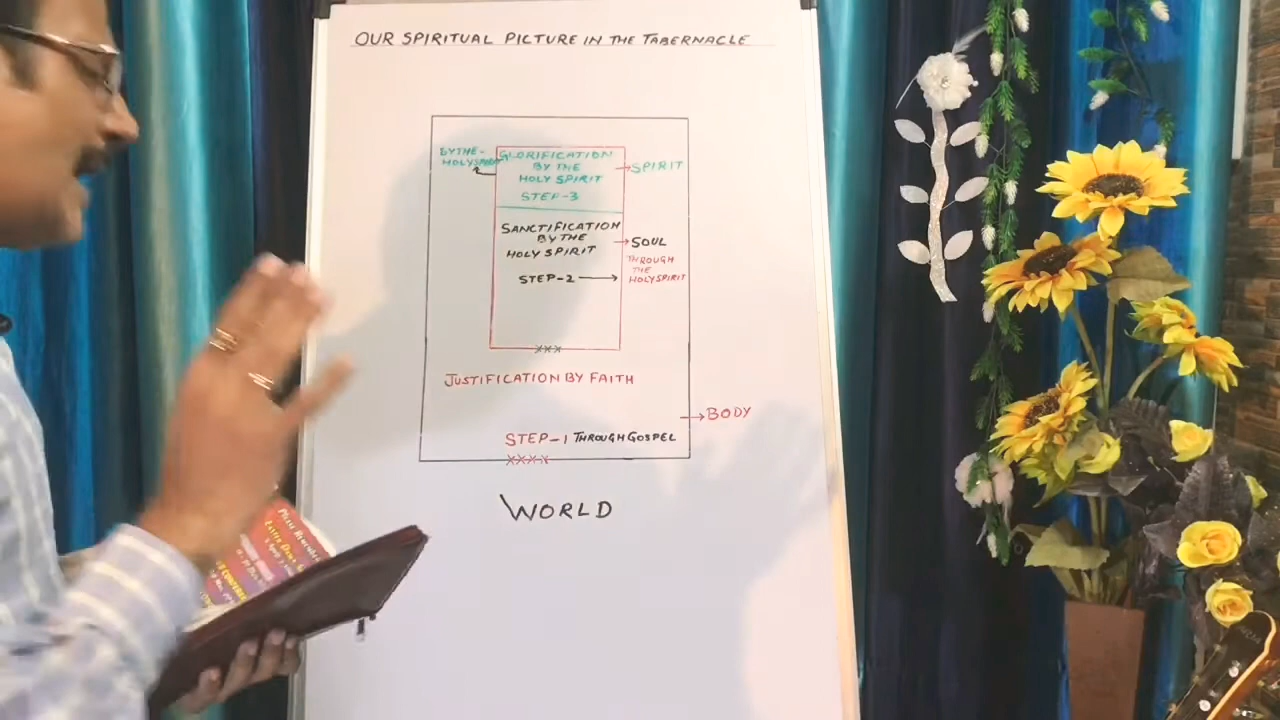 OUR SPIRITUAL PICTURE IN THE TABERNACLE
BY THE-
HOLY SPIRIT
GLORIFICATION
BY THE
HOLY SPIRIT
STEP-3
SPIRIT
SANCTIFICATION
BY THE
HOLY SPIRIT
STEP-2
SOUL
THROUGH
THE
HOLY SPIRIT
XXX
JUSTIFICATION BY FAITH
BODY
STEP-1 THROUGH GOSPEL
XXXX
WORLD